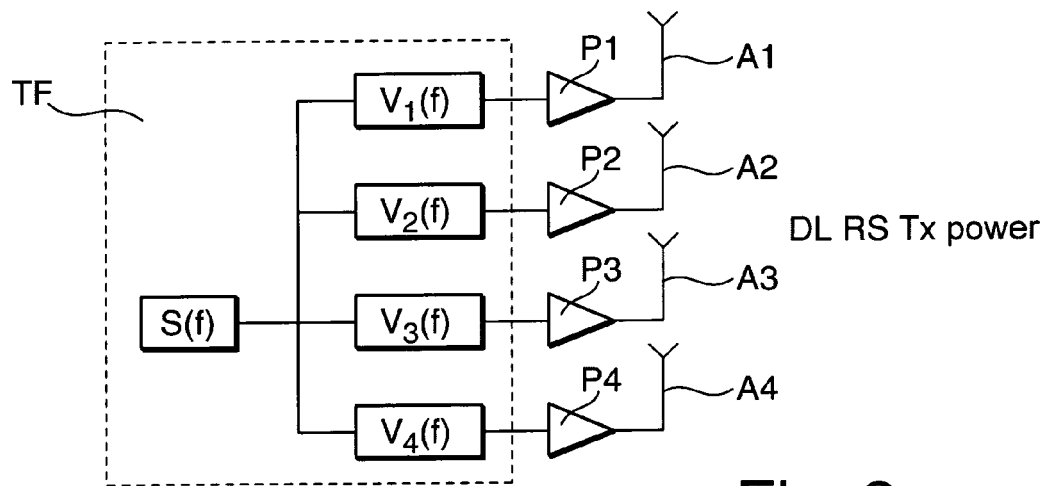 P1
A1
TF
V1(f)
P2
A2
V2(f)
DL RS Tx power
P3
A3
S(f)
V3(f)
P4
A4
V4(f)